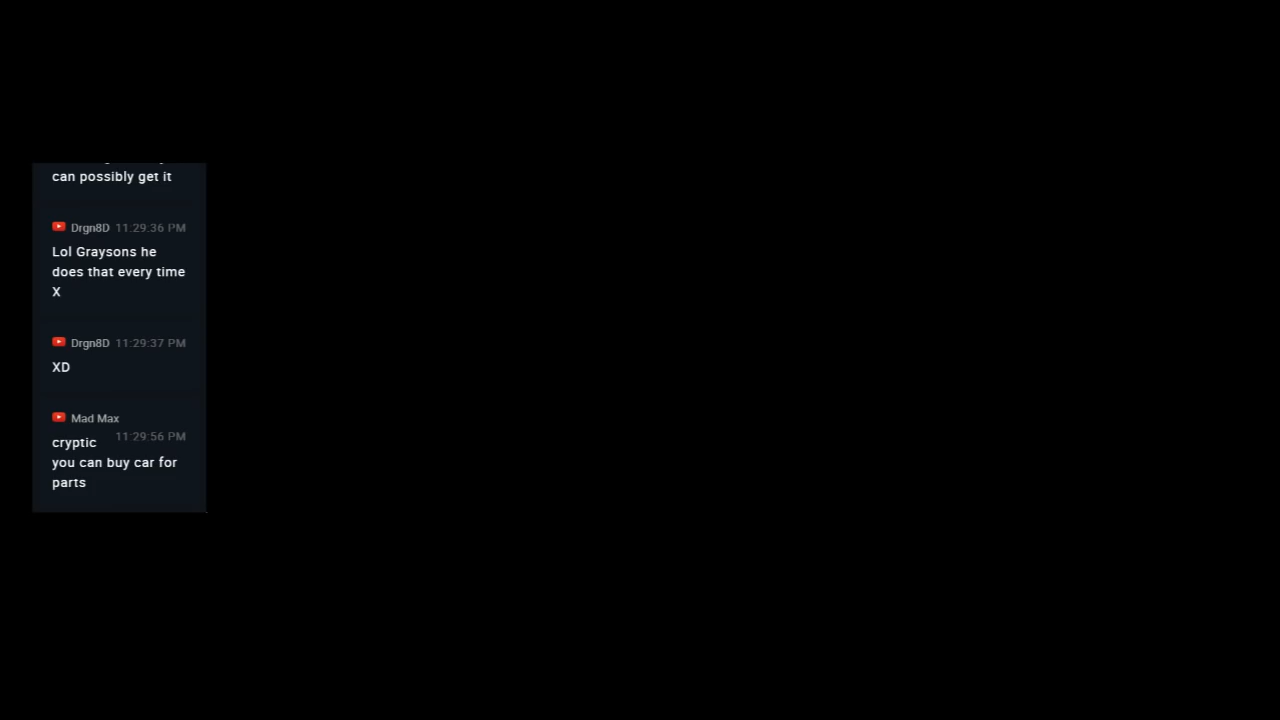 can possibly get it
Drgn8D 11:29:36 PM
Lol Graysons he
does that every time
X
Drgn8D 11:29:37 PM
XD
Mad Max
11:29:56 PM
cryptic
you can buy car for
parts